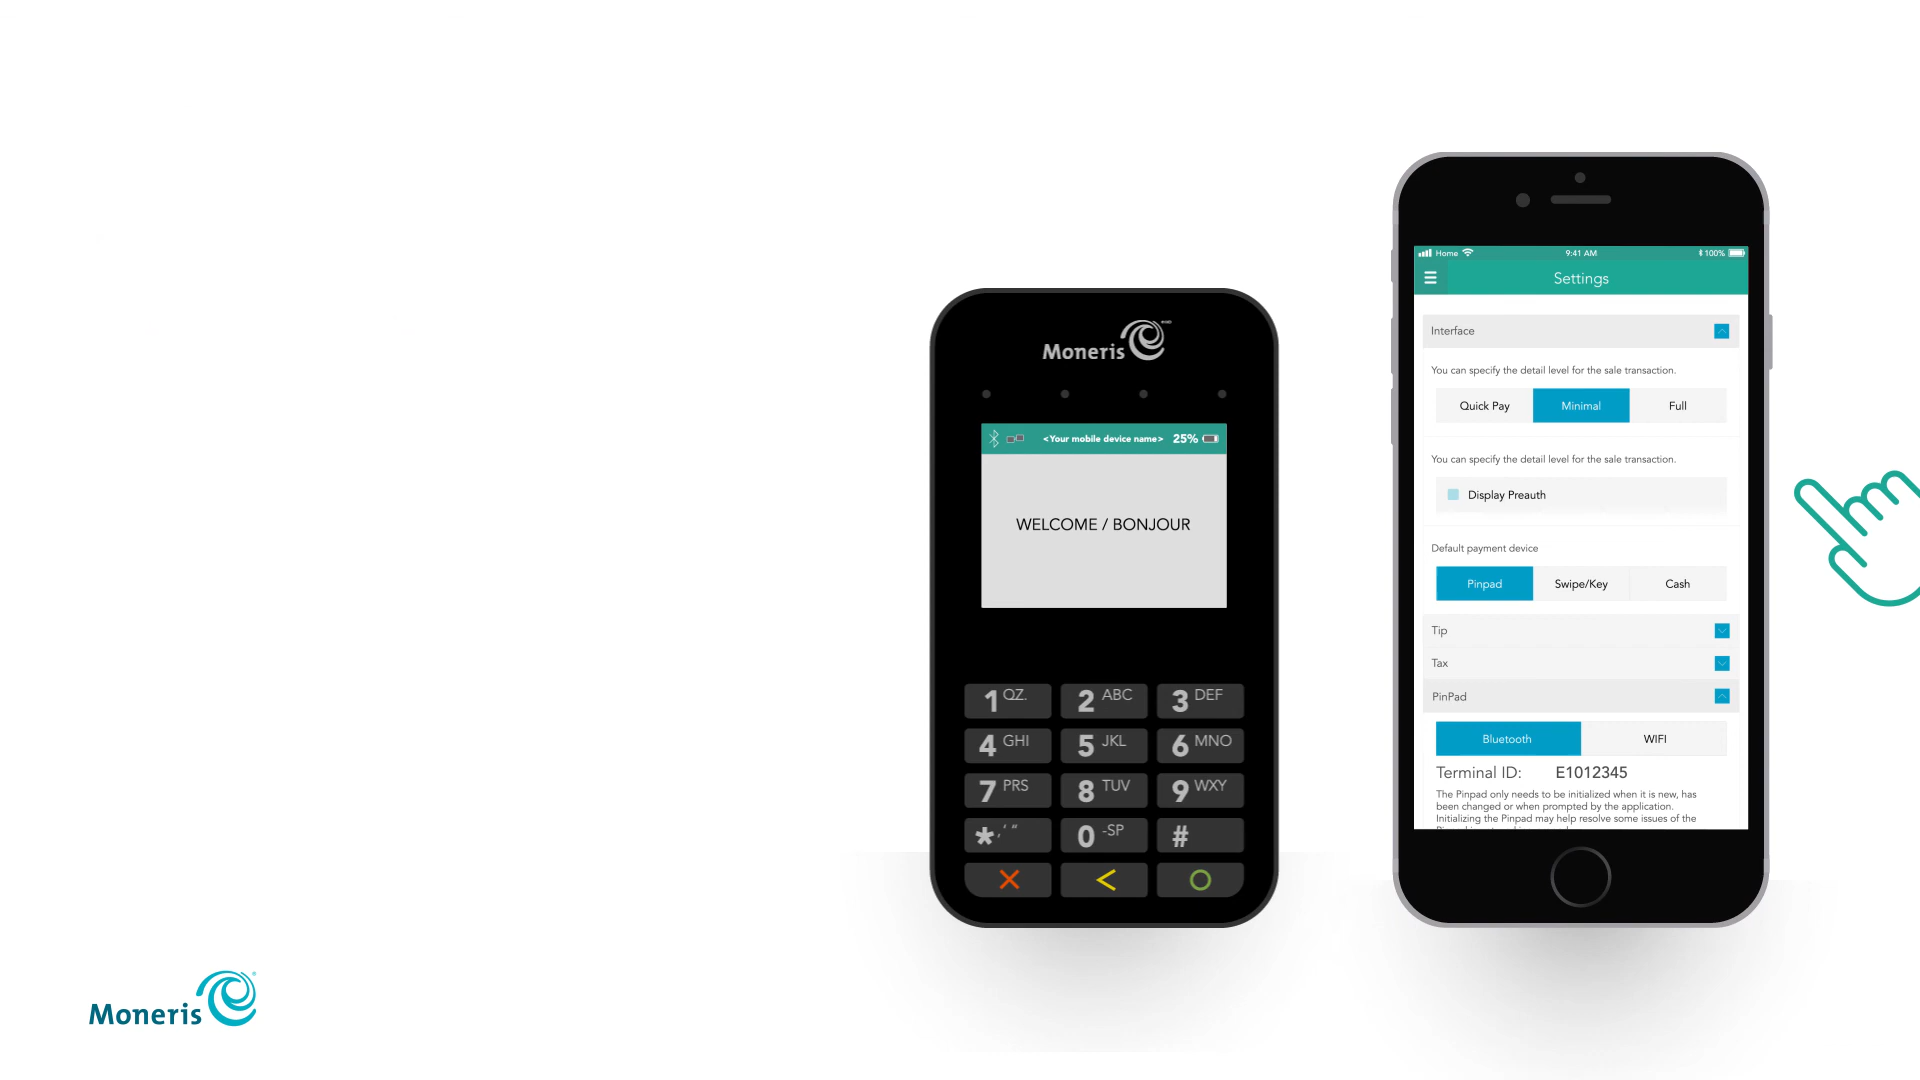 Moneris
<Your mobile device name> 25%
WELCOME / BONJOUR
1 QZ. 2 ABC 3 DEF
4 GHI 5 JKL 6 MNO
7 PRS 8 TUV 9 WXY
*,'" 0 -SP #
Home 9:41 AM 100%
Settings
Interface
You can specify the detail level for the sale transaction.
Quick Pay Minimal Full
You can specify the detail level for the sale transaction.
Display Preauth
Default payment device
Pinpad Swipe/Key Cash
Tip
Tax
PinPad
Bluetooth WIFI
Terminal ID: E1012345
The Pinpad only needs to be initialized when it is new, has
been changed or when prompted by the application.
Initializing the Pinpad may help resolve some issues of the
Moneris